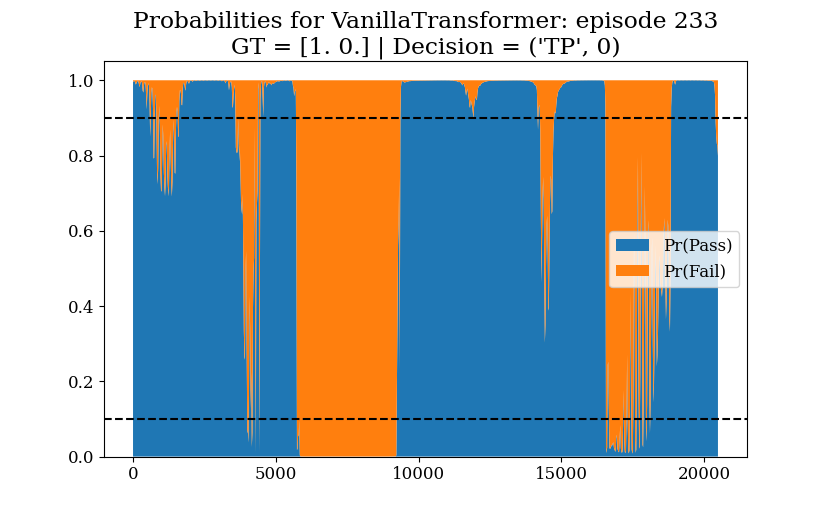 Probabilities for VanillaTransformer: episode 233
GT = [1. 0.] | Decision = ('TP', 0)
1.0
0.8
0.6
0.4
0.2
0.0
Pr(Pass)
Pr(Fail)
0 5000 10000 15000 20000